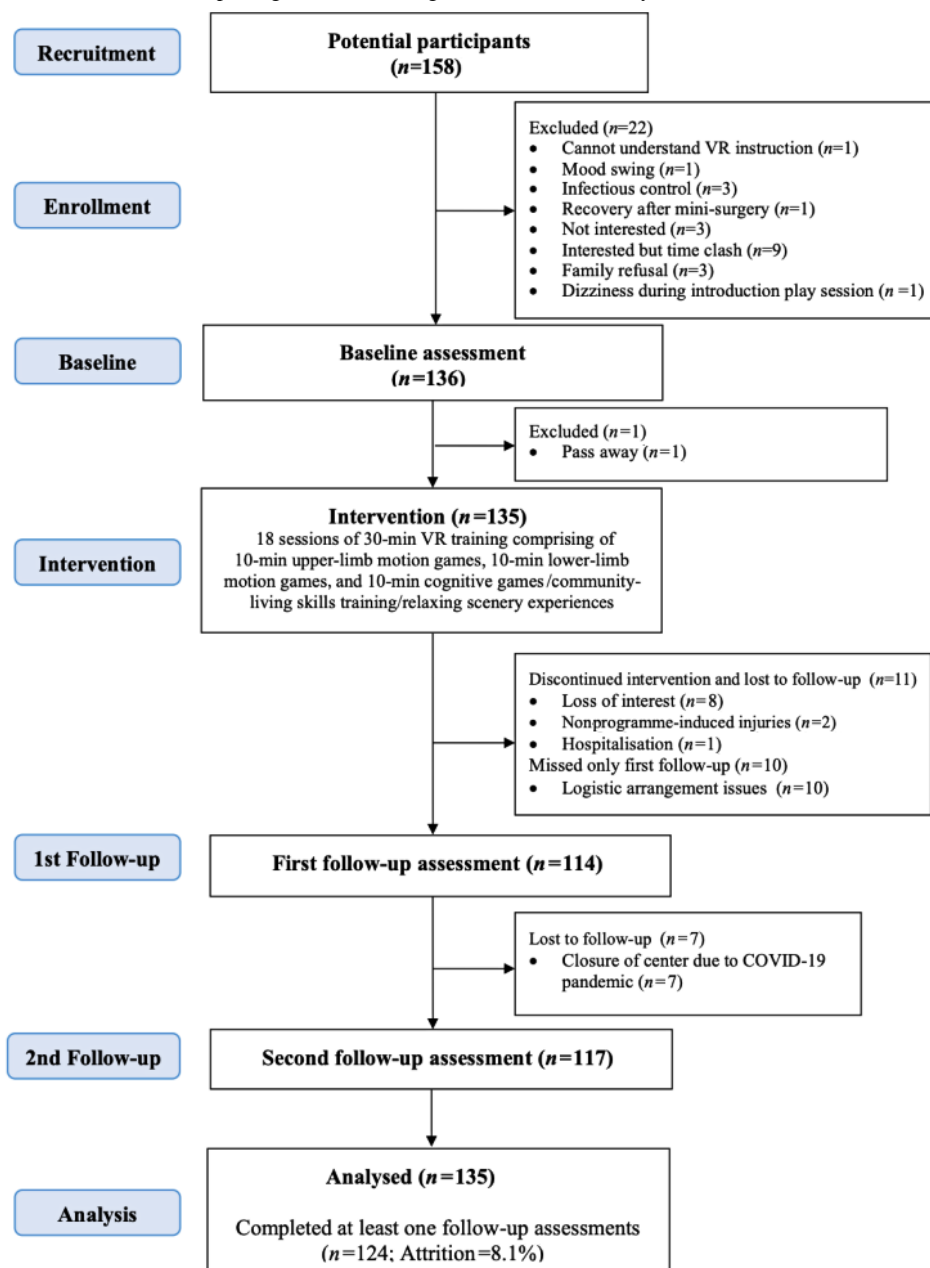 Recruitment
Potential participants
(n=158)
Enrollment
Excluded (n=22)
• Cannot understand VR instruction (n=1)
• Mood swing (n=1)
• Infectious control (n=3)
• Recovery after mini-surgery (n=1)
• Not interested (n=3)
• Interested but time clash (n=9)
• Family refusal (n=3)
• Dizziness during introduction play session (n =1)
Baseline
Baseline assessment
(n=136)
Excluded (n=1)
• Pass away (n=1)
Intervention
Intervention (n=135)
18 sessions of 30-min VR training comprising of
10-min upper-limb motion games, 10-min lower-limb
motion games, and 10-min cognitive games/community-
living skills training/relaxing scenery experiences
Discontinued intervention and lost to follow-up (n=11)
• Loss of interest (n=8)
• Nonprogramme-induced injuries (n=2)
• Hospitalisation (n=1)
Missed only first follow-up (n=10)
• Logistic arrangement issues (n=10)
1st Follow-up
First follow-up assessment (n=114)
Lost to follow-up (n=7)
• Closure of center due to COVID-19
pandemic (n=7)
2nd Follow-up
Second follow-up assessment (n=117)
Analysis
Analysed (n=135)
Completed at least one follow-up assessments
(n=124; Attrition=8.1%)